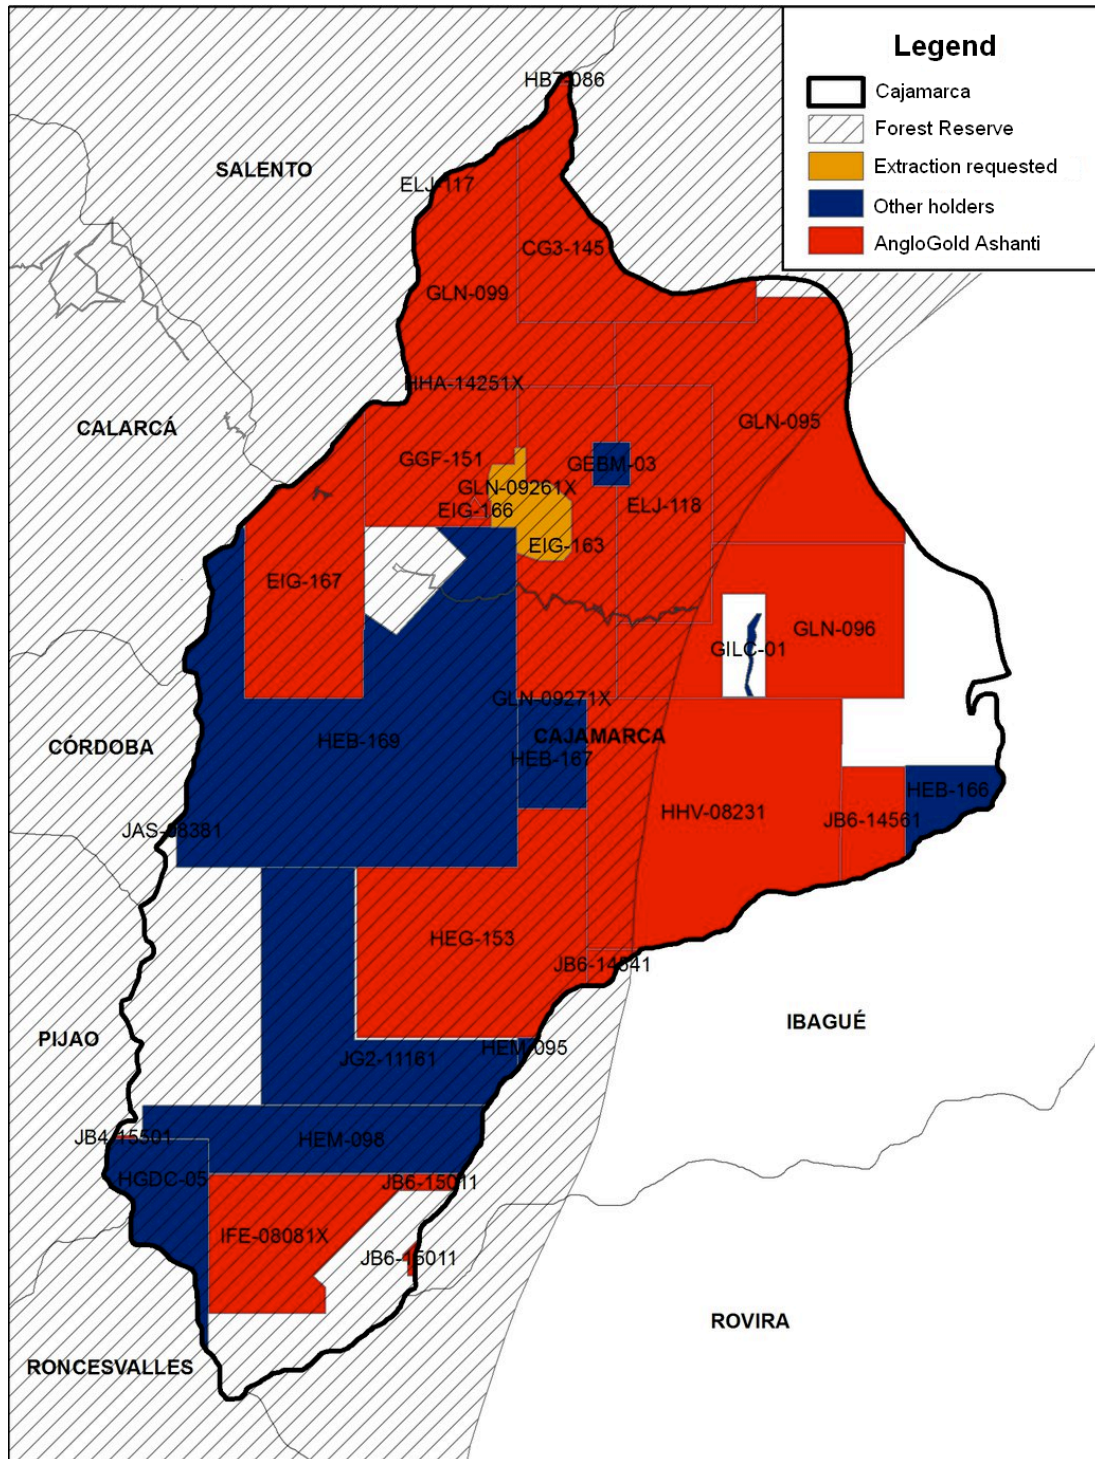 Legend
Cajamarca
Forest Reserve
Extraction requested
Other holders
AngloGold Ashanti
HB7-086
SALENTO
ELJ-117
CG3-145
GLN-099
HHA-14251X
CALARCÁ
GLN-095
GGF-151
GEBM-03
GLN-09261X
EIG-166
ELJ-118
EIG-163
EIG-167
GLN-096
GILC-01
GLN-09271X
CAJAMARCA
HEB-169
CÓRDOBA
HEB-167
HEB-166
HHV-08231
JB6-14561
JAS-08381
HEG-153
JB6-14541
IBAGUÉ
PIJAO
HEM-095
JG2-11161
JB4-15501
HEM-098
HGDC-05
JB6-15011
IFE-08081X
JB6-15011
ROVIRA
RONCESVALLES